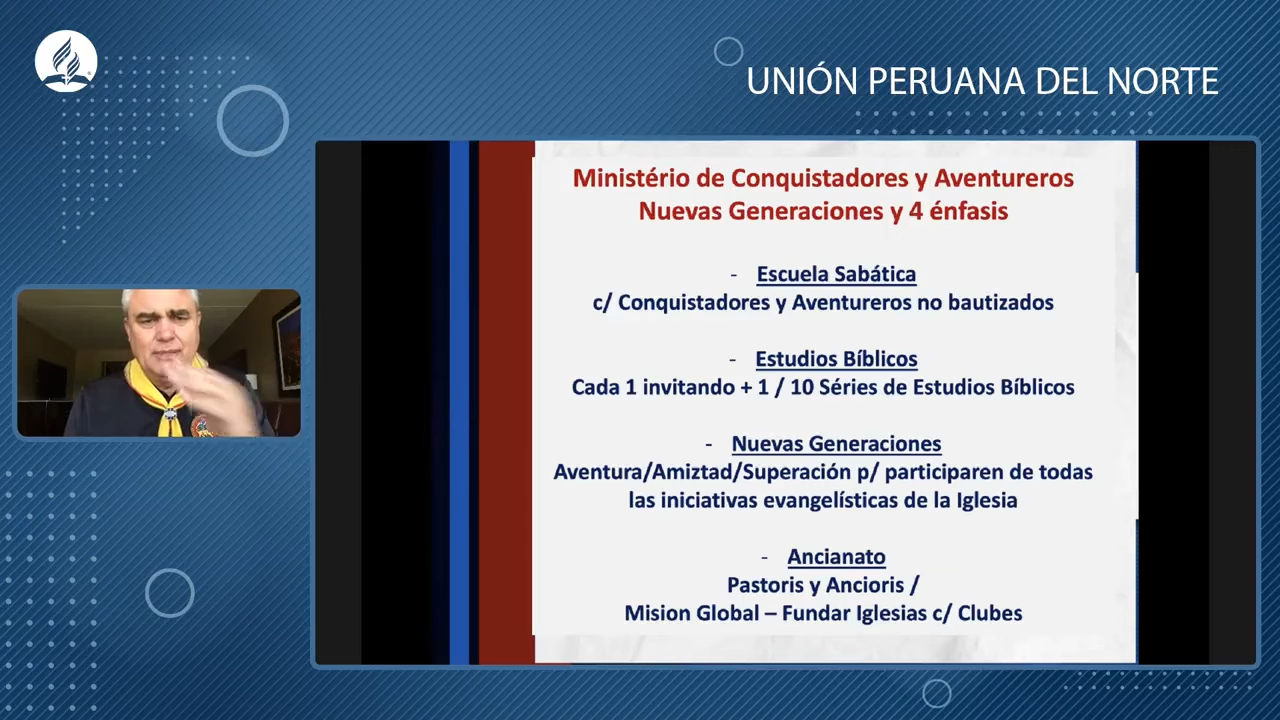 UNIÓN PERUANA DEL NORTE
Ministério de Conquistadores y Aventureros
Nuevas Generaciones y 4 énfasis
- Escuela Sabática
c/ Conquistadores y Aventureros no bautizados
- Estudios Bíblicos
Cada 1 invitando + 1 / 10 Séries de Estudios Bíblicos
- Nuevas Generaciones
Aventura/Amiztad/Superación p/ participaren de todas
las iniciativas evangelísticas de la Iglesia
- Ancianato
Pastoris y Ancioris /
Mision Global – Fundar Iglesias c/ Clubes